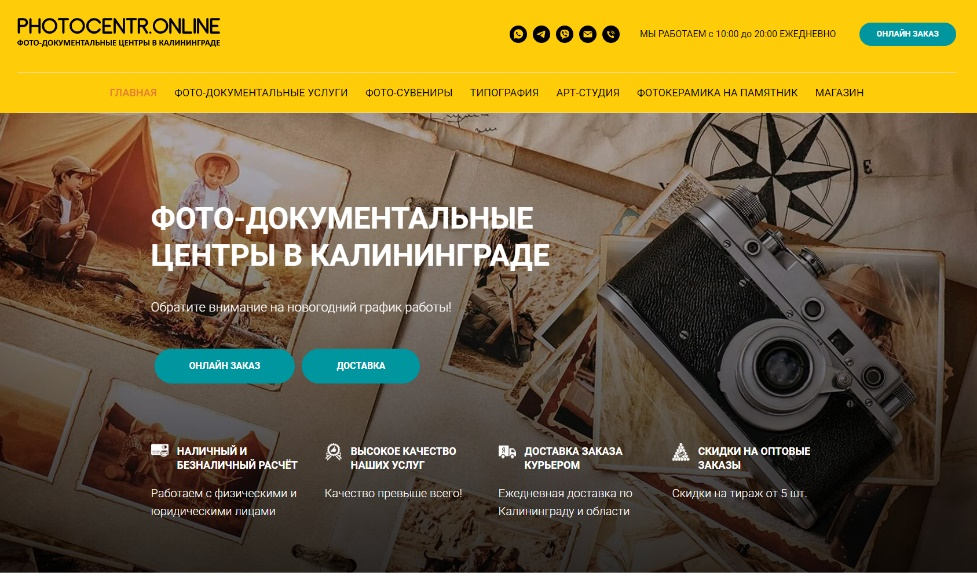 PHOTOCENTR.ONLINE
ФОТО-ДОКУМЕНТАЛЬНЫЕ ЦЕНТРЫ В КАЛИНИНГРАДЕ
МЫ РАБОТАЕМ с 10:00 до 20:00 ЕЖЕДНЕВНО
ОНЛАЙН ЗАКАЗ
ГЛАВНАЯ
ФОТО-ДОКУМЕНТАЛЬНЫЕ УСЛУГИ
ФОТО-СУВЕНИРЫ
ТИПОГРАФИЯ
АРТ-СТУДИЯ
ФОТОКЕРАМИКА НА ПАМЯТНИК
МАГАЗИН
E
ФОТО-ДОКУМЕНТАЛЬНЫЕ
ЦЕНТРЫ В КАЛИНИНГРАДЕ
Обратите внимание на новогодний график работы!
ОНЛАЙН ЗАКАЗ
ДОСТАВКА
НАЛИЧНЫЙ И
БЕЗНАЛИЧНЫЙ РАСЧЁТ
Работаем с физическими и
юридическими лицами
ВЫСОКОЕ КАЧЕСТВО
НАШИХ УСЛУГ
Качество превыше всего!
ДОСТАВКА ЗАКАЗА
КУРЬЕРОМ
Ежедневная доставка по
Калининграду и области
СКИДКИ НА ОПТОВЫЕ
ЗАКАЗЫ
Скидки на тираж от 5 шт.